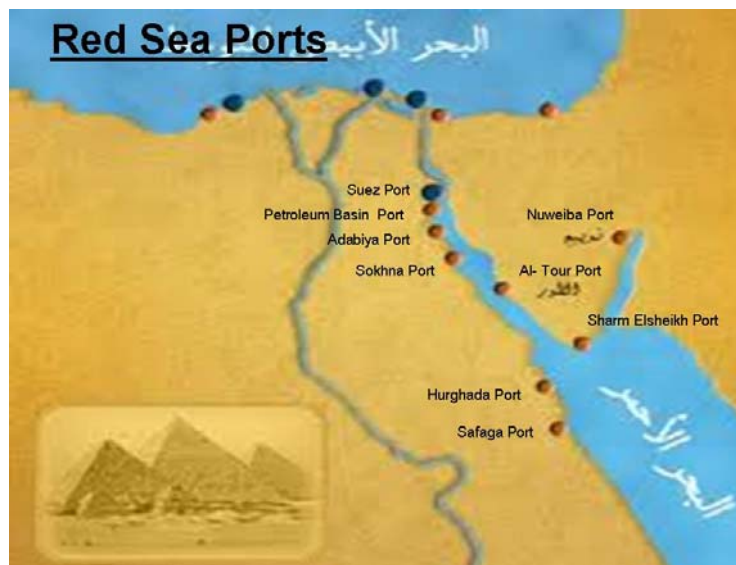 Red Sea Ports
البحر الأبيض
Suez Port
Petroleum Basin Port
Nuweiba Port
نويبع
Adabiya Port
Sokhna Port
Al- Tour Port
الطور
Sharm Elsheikh Port
Hurghada Port
Safaga Port
البحر الأحمر